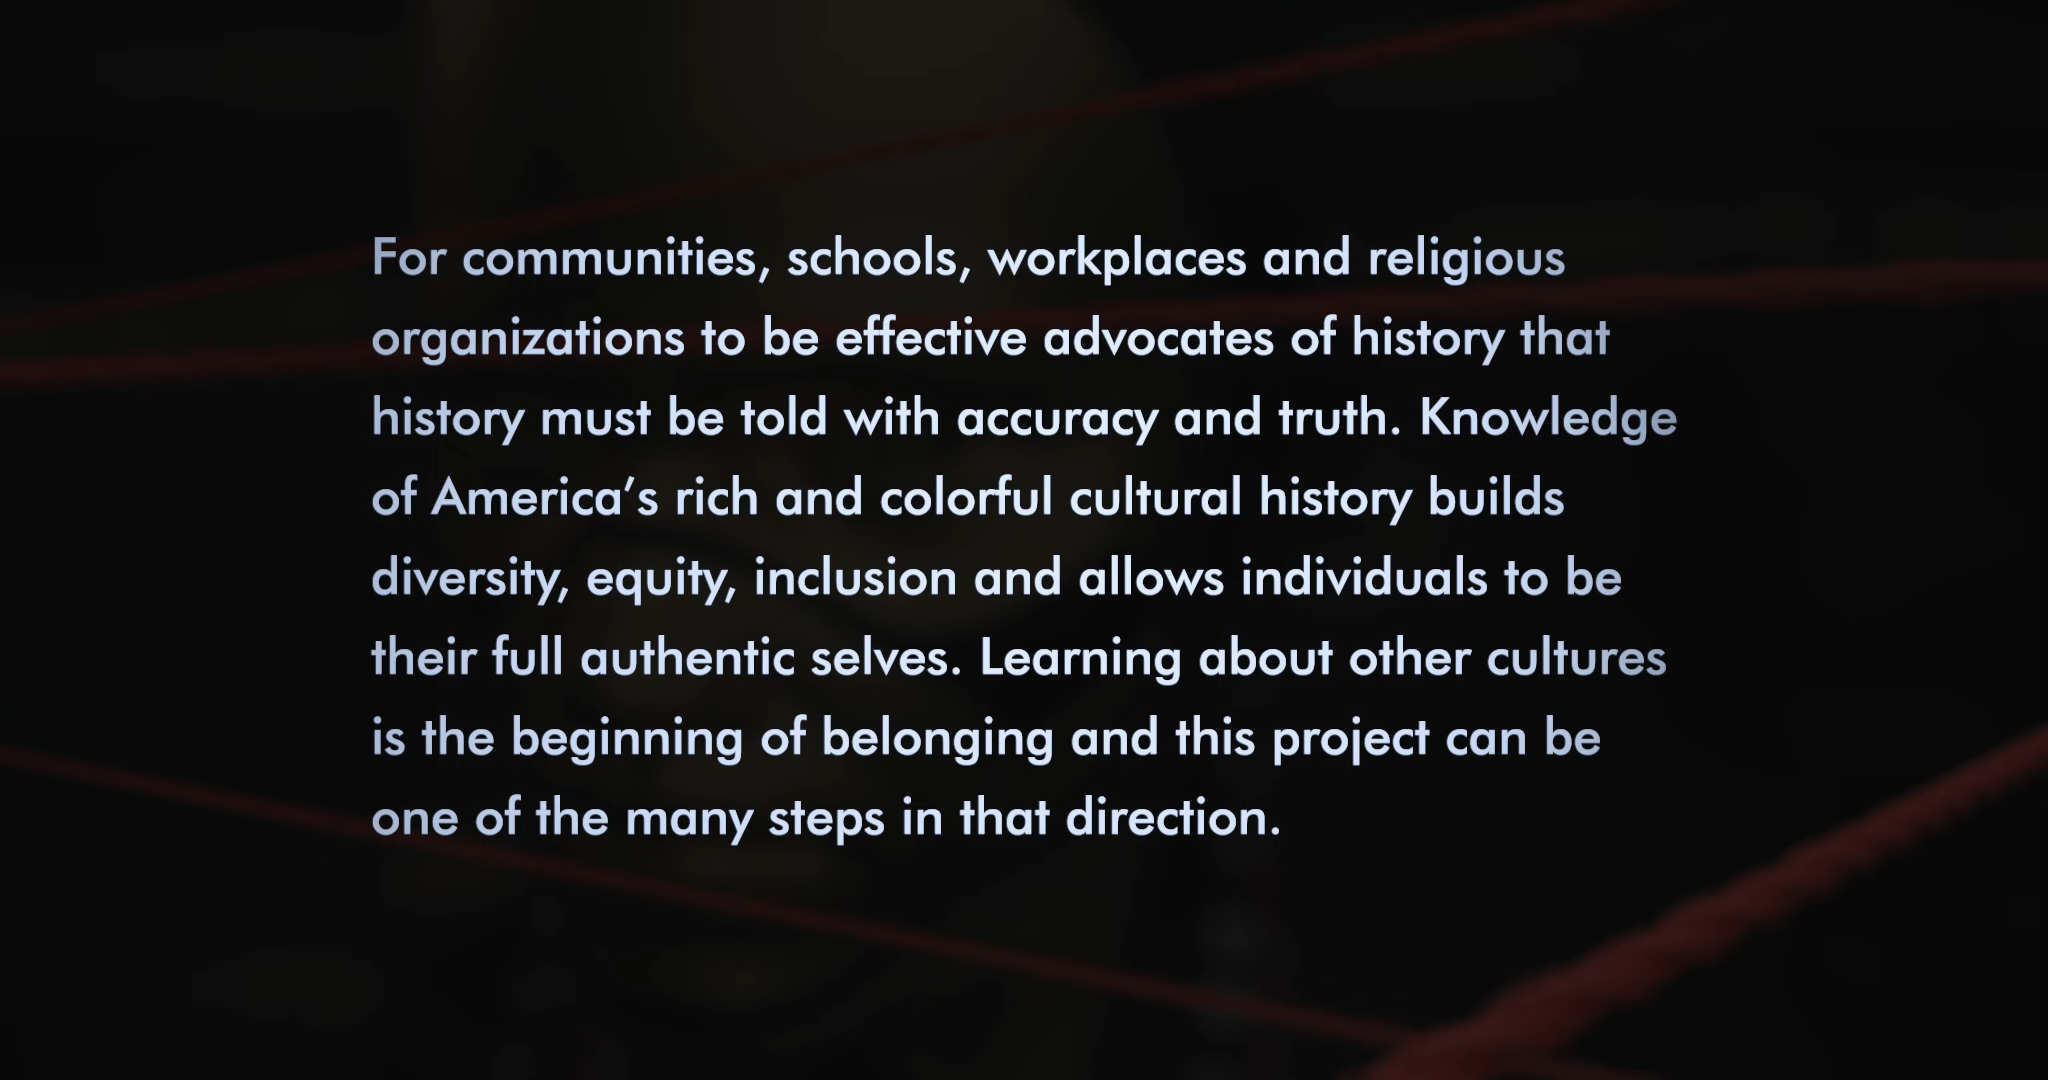 For communities, schools, workplaces and religious
organizations to be effective advocates of history that
history must be told with accuracy and truth. Knowledge
of America’s rich and colorful cultural history builds
diversity, equity, inclusion and allows individuals to be
their full authentic selves. Learning about other cultures
is the beginning of belonging and this project can be
one of the many steps in that direction.